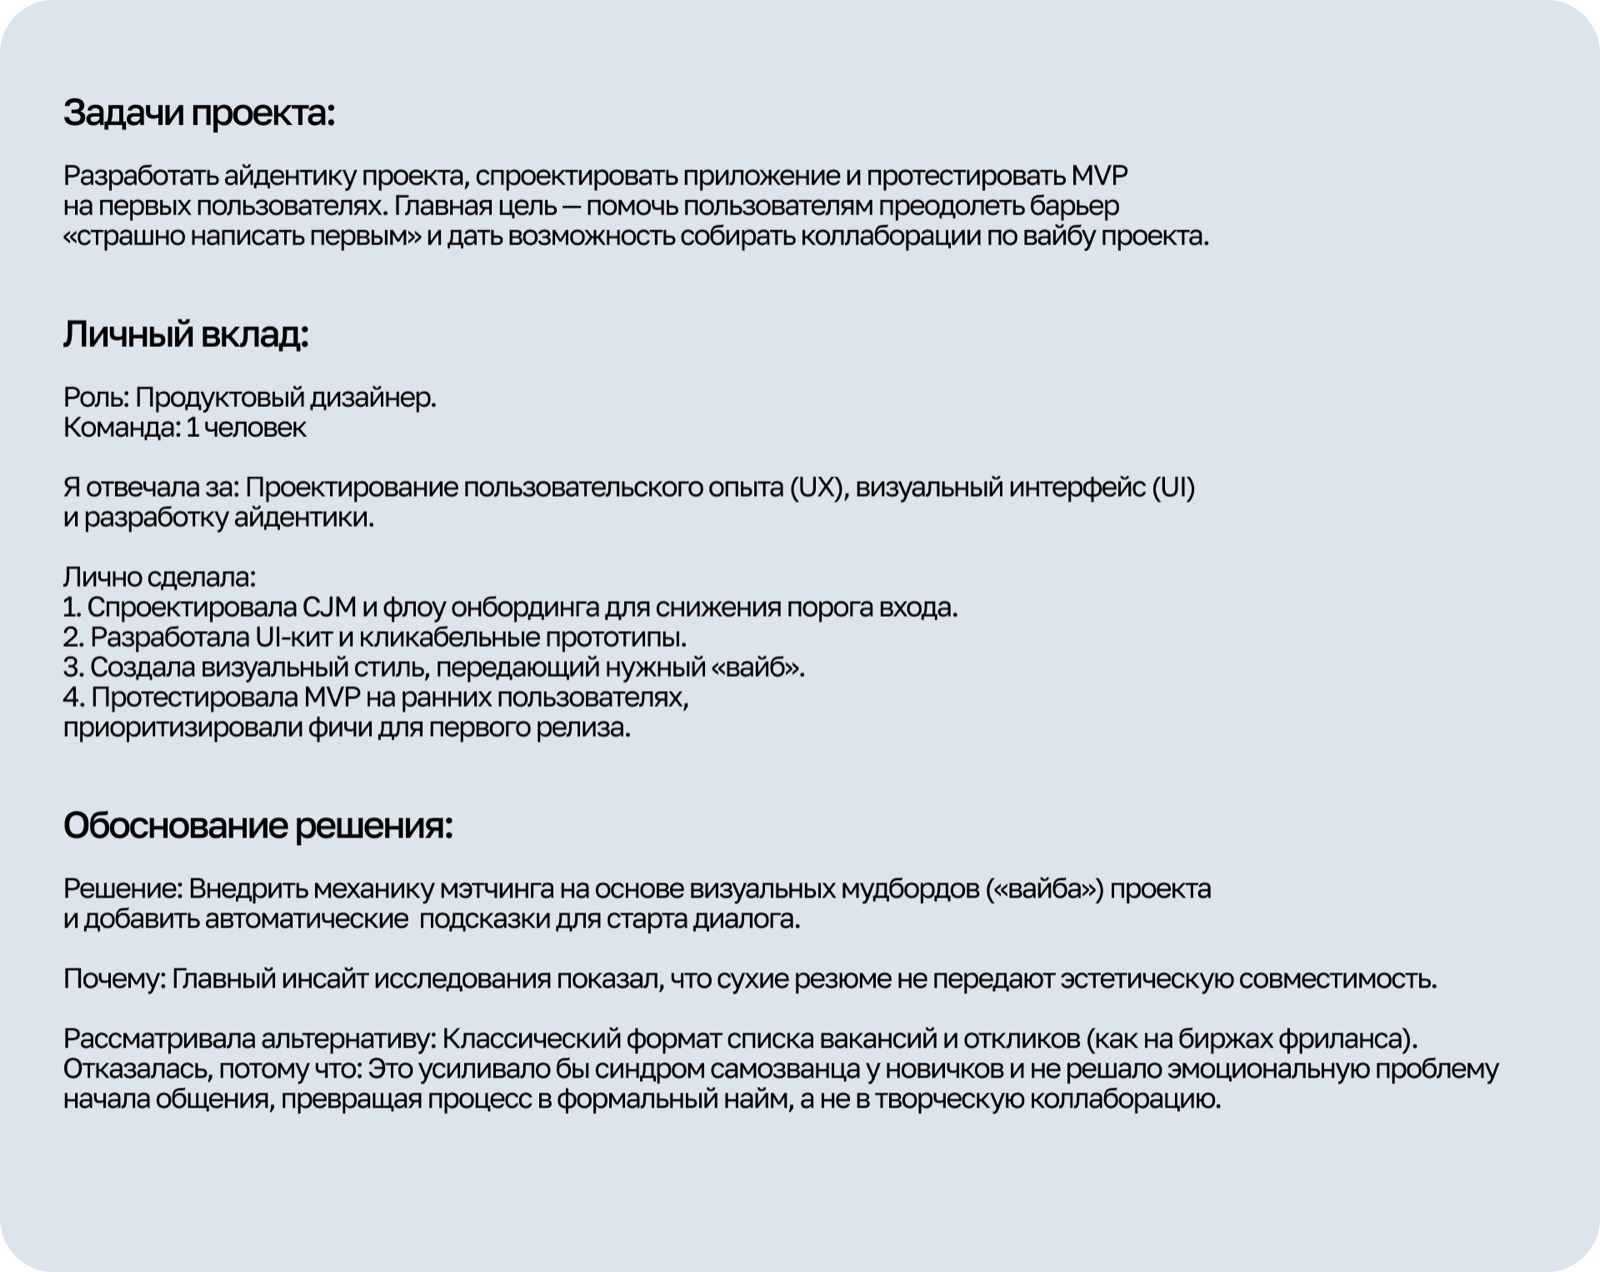 Задачи проекта:
Разработать айдентику проекта, спроектировать приложение и протестировать MVP
на первых пользователях. Главная цель — помочь пользователям преодолеть барьер
«страшно написать первым» и дать возможность собирать коллаборации по вайбу проекта.
Личный вклад:
Роль: Продуктовый дизайнер.
Команда: 1 человек
Я отвечала за: Проектирование пользовательского опыта (UX), визуальный интерфейс (UI)
и разработку айдентики.
Лично сделала:
1. Спроектировала CJM и флоу онбординга для снижения порога входа.
2. Разработала UI-кит и кликабельные прототипы.
3. Создала визуальный стиль, передающий нужный «вайб».
4. Протестировала MVP на ранних пользователях,
приоритизировали фичи для первого релиза.
Обоснование решения:
Решение: Внедрить механику мэтчинга на основе визуальных мудбордов («вайба») проекта
и добавить автоматические  подсказки для старта диалога.
Почему: Главный инсайт исследования показал, что сухие резюме не передают эстетическую совместимость.
Рассматривала альтернативу: Классический формат списка вакансий и откликов (как на биржах фриланса).
Отказалась, потому что: Это усиливало бы синдром самозванца у новичков и не решало эмоциональную проблему
начала общения, превращая процесс в формальный найм, а не в творческую коллаборацию.